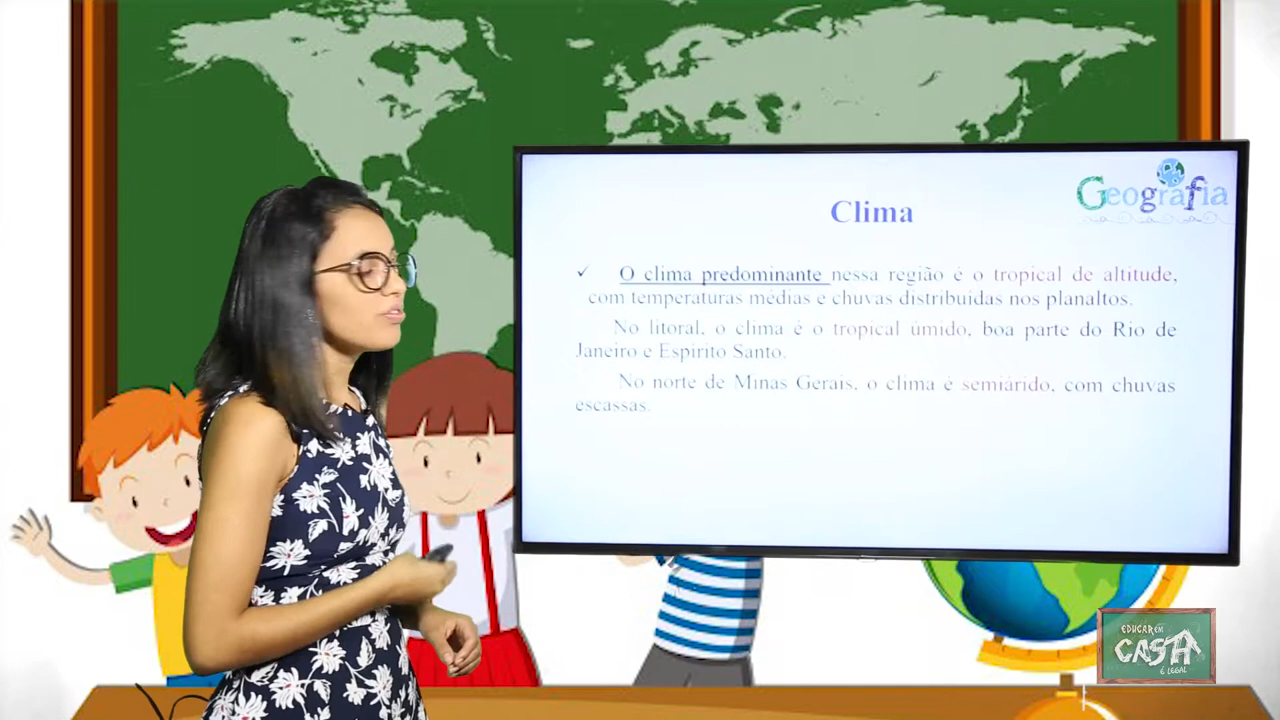 Geografia
Clima
✓ O clima predominante nessa região é o tropical de altitude,
com temperaturas médias e chuvas distribuídas nos planaltos.
No litoral, o clima é o tropical úmido, boa parte do Rio de
Janeiro e Espírito Santo.
No norte de Minas Gerais, o clima é semiárido, com chuvas
escassas.
EDUCAR EM
CASA
É LEGAL